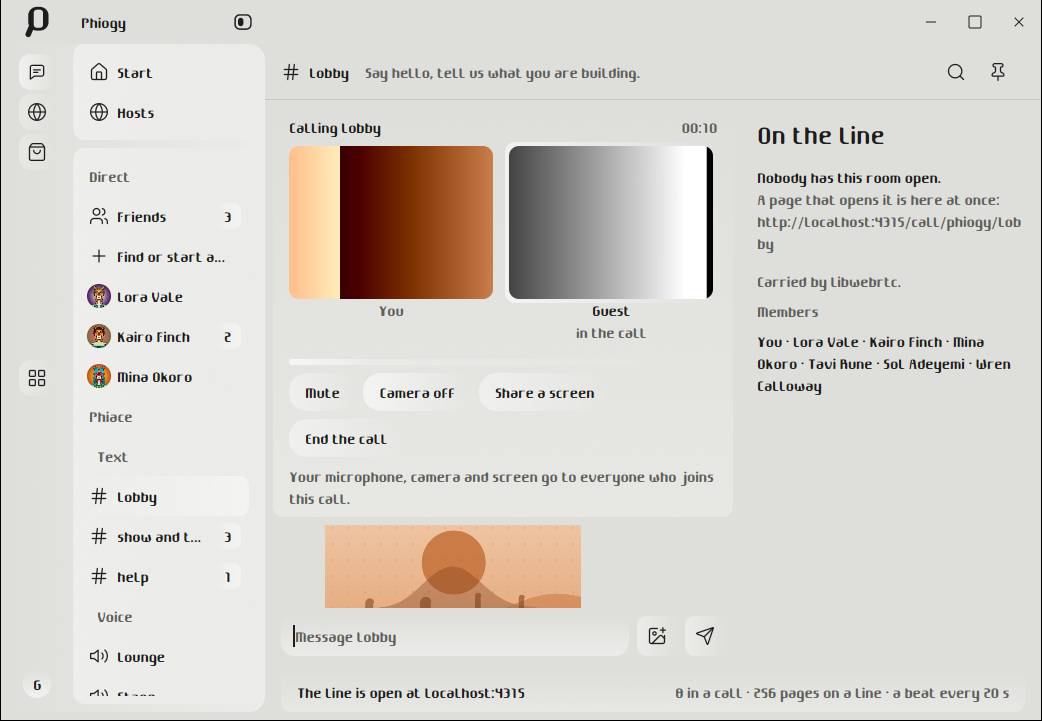 Phiogy
Start
Hosts
Direct
Friends 3
Find or start a...
Lora Vale
Kairo Finch 2
Mina Okoro
Phiace
Text
Lobby
show and t... 3
help 1
Voice
Lounge
6
Lobby Say hello, tell us what you are building.
Calling Lobby 00:10
You
Guest
in the call
Mute
Camera off
Share a screen
End the call
Your microphone, camera and screen go to everyone who joins
this call.
Message Lobby
On the line
Nobody has this room open.
A page that opens it is here at once:
http://localhost:4315/call/phiogy/lob
by
Carried by libwebrtc.
Members
You · Lora Vale · Kairo Finch · Mina
Okoro · Tavi Rune · Sol Adeyemi · Wren
Calloway
The line is open at localhost:4315
0 in a call · 256 pages on a line · a beat every 20 s